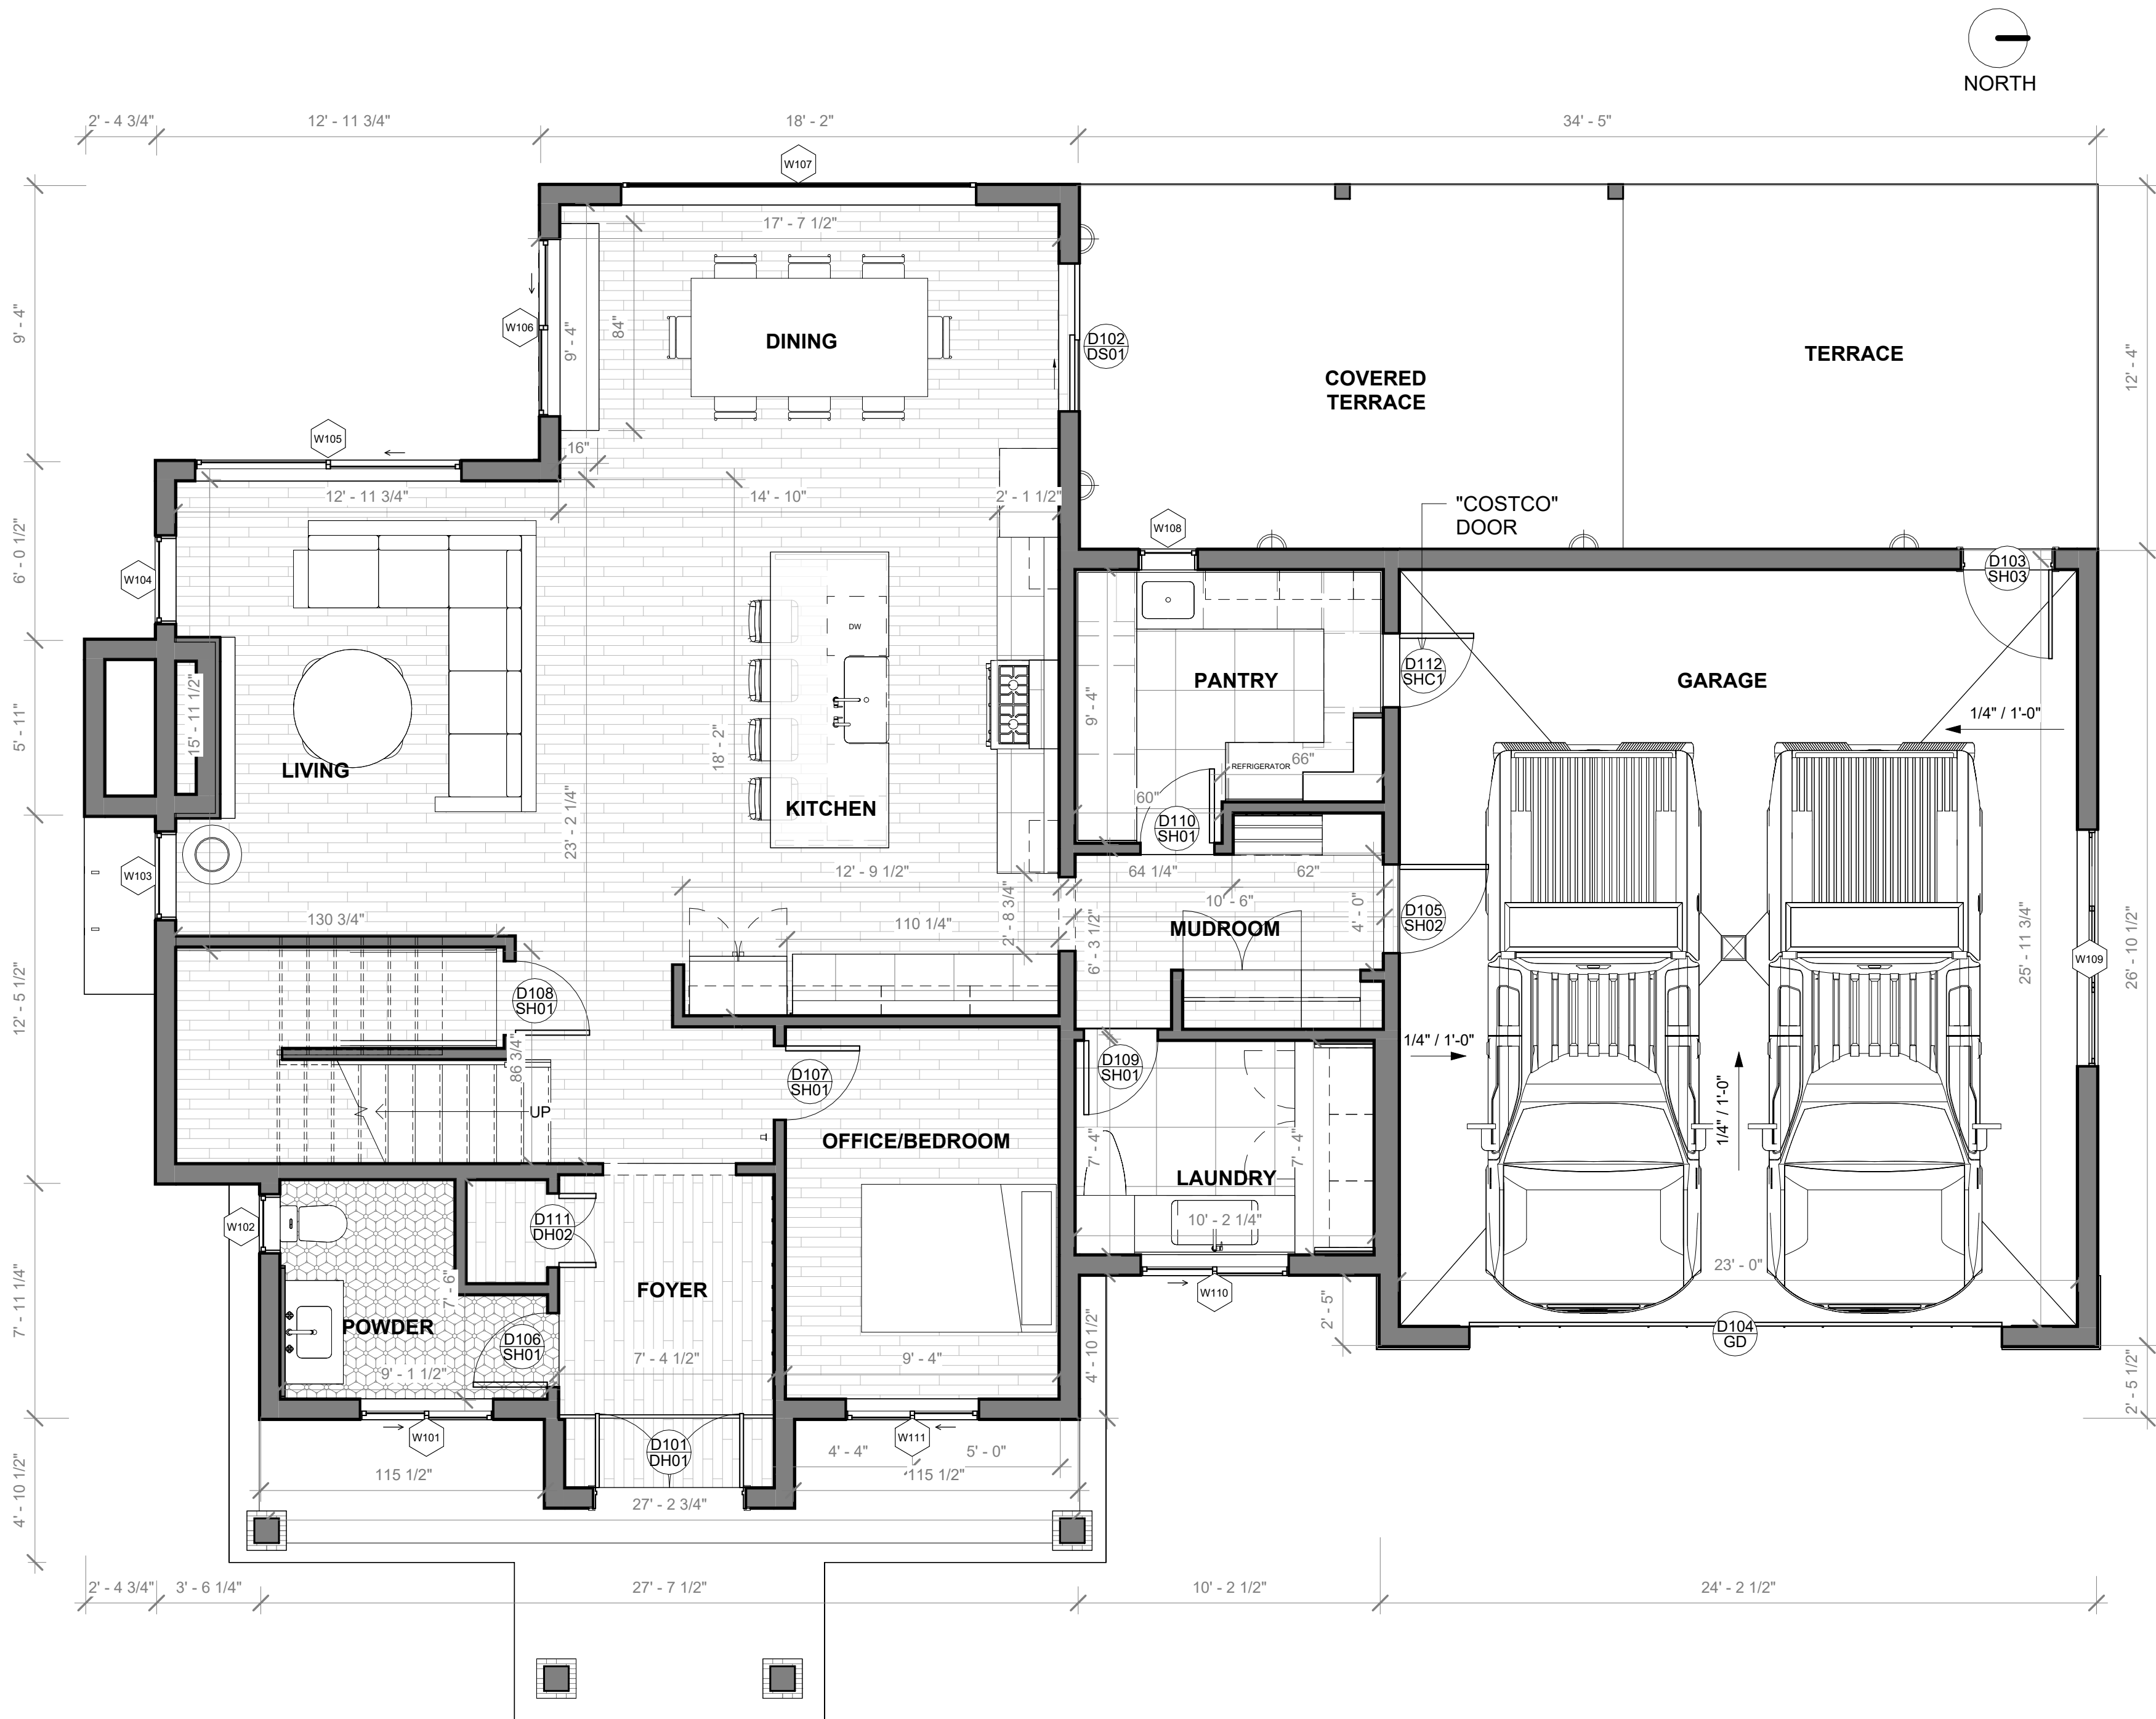 NORTH
2' - 4 3/4"
12' - 11 3/4"
18' - 2"
34' - 5"
W107
17' - 7 1/2"
9' - 4"
W106
9' - 4"
84"
DINING
D102
DS01
COVERED
TERRACE
TERRACE
12' - 4"
W105
16"
12' - 11 3/4"
14' - 10"
2' - 1 1/2"
"COSTCO"
DOOR
W108
6' - 0 1/2"
W104
D103
SH03
DW
D112
SHC1
PANTRY
GARAGE
9' - 4"
15' - 11 1/2"
5' - 11"
1/4" / 1'-0"
18' - 2"
LIVING
REFRIGERATOR
66"
60"
KITCHEN
23' - 2 1/4"
D110
SH01
W103
12' - 9 1/2"
64 1/4"
62"
10' - 6"
130 3/4"
110 1/4"
2' - 8 3/4"
6' - 3 1/2"
MUDROOM
4' - 0"
D105
SH02
W109
25' - 11 3/4"
26' - 10 1/2"
12' - 5 1/2"
D108
SH01
86 3/4"
D107
SH01
D109
SH01
1/4" / 1'-0"
1/4" / 1'-0"
UP
OFFICE/BEDROOM
7' - 4"
7' - 4"
LAUNDRY
10' - 2 1/4"
W102
D111
DH02
7' - 11 1/4"
7' - 6"
FOYER
W110
23' - 0"
2' - 5"
POWDER
D106
SH01
D104
GD
9' - 1 1/2"
7' - 4 1/2"
9' - 4"
4' - 10 1/2"
2' - 5 1/2"
W101
D101
DH01
W111
4' - 4"
5' - 0"
115 1/2"
115 1/2"
27' - 2 3/4"
4' - 10 1/2"
2' - 4 3/4"
3' - 6 1/4"
27' - 7 1/2"
10' - 2 1/2"
24' - 2 1/2"